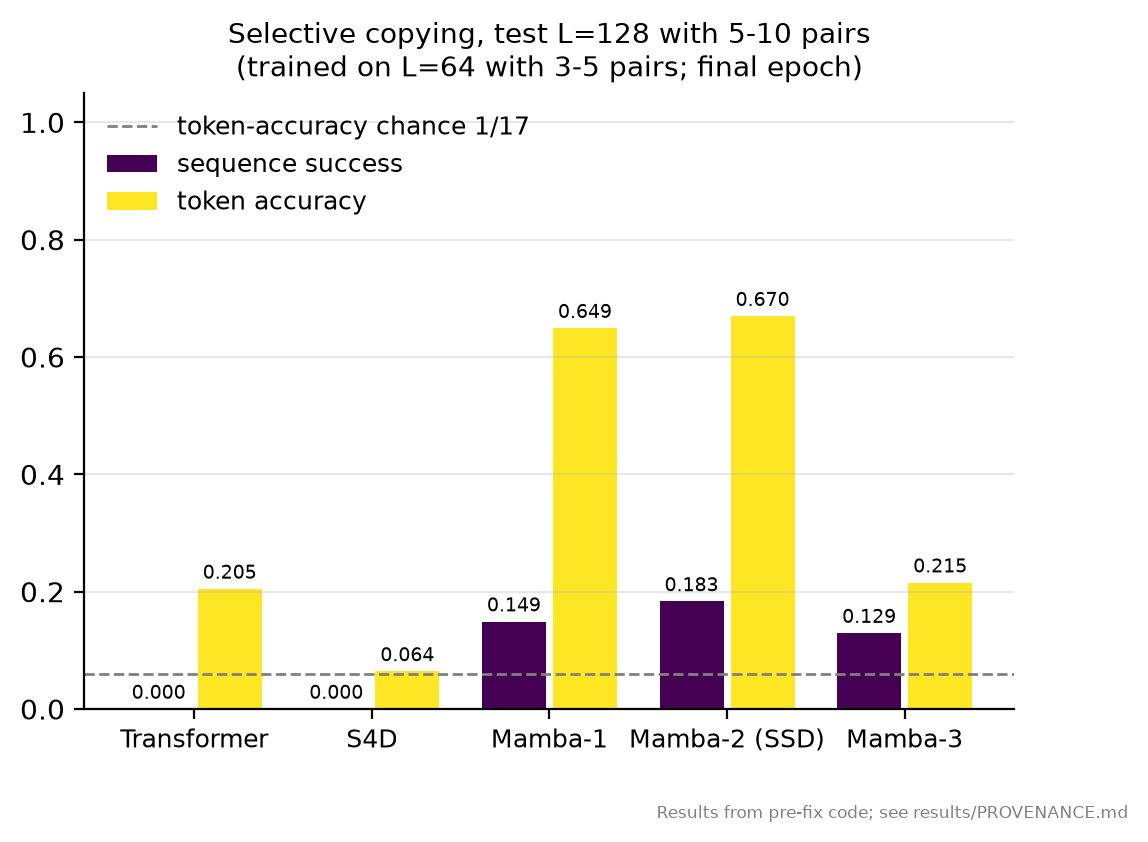 Selective copying, test L=128 with 5-10 pairs
(trained on L=64 with 3-5 pairs; final epoch)
1.0
0.8
0.6
0.4
0.2
0.0
token-accuracy chance 1/17
sequence success
token accuracy
0.000
0.205
0.000
0.064
0.149
0.649
0.183
0.670
0.129
0.215
Transformer
S4D
Mamba-1
Mamba-2 (SSD)
Mamba-3
Results from pre-fix code; see results/PROVENANCE.md